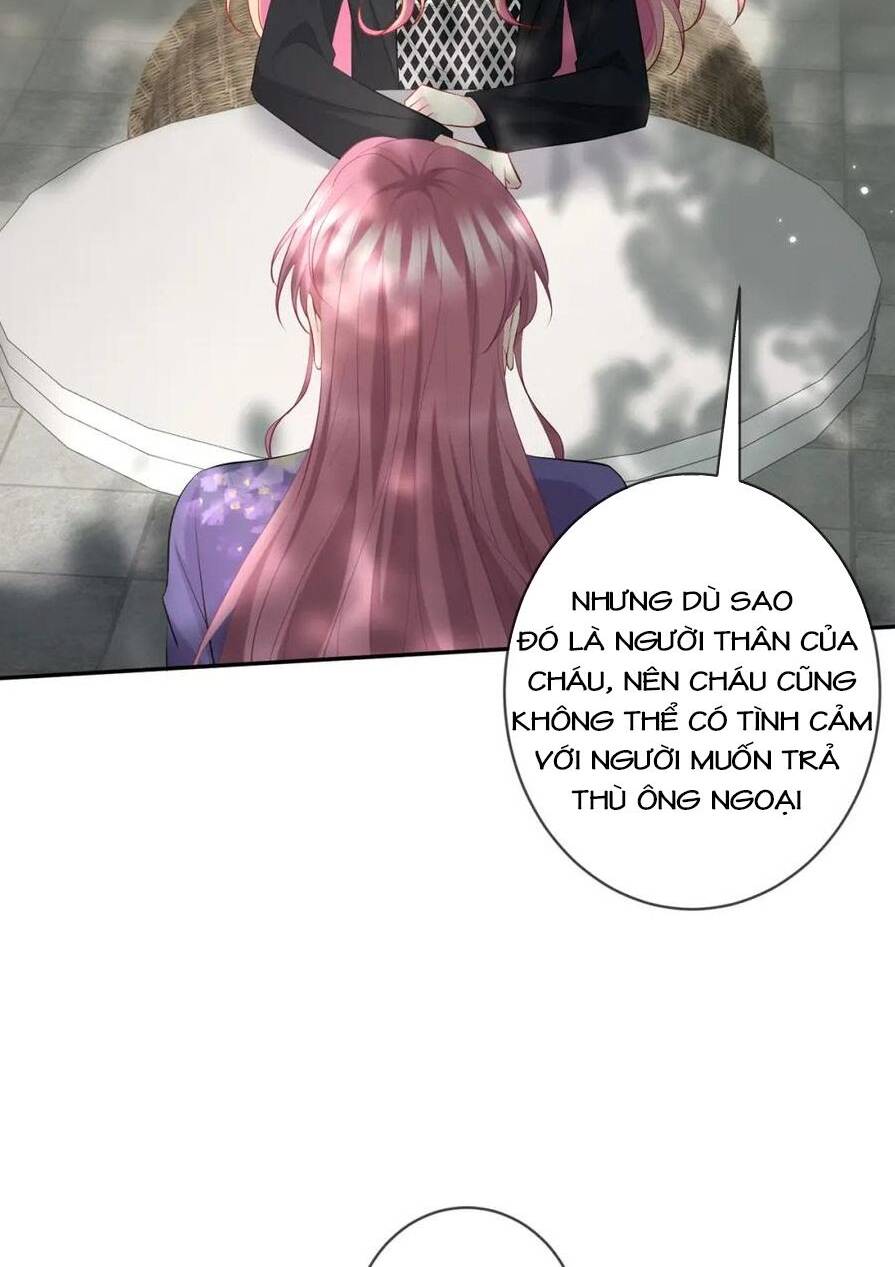 NHƯNG DÙ SAO
ĐÓ LÀ NGƯỜI THÂN CỦA
CHÁU, NÊN CHÁU CŨNG
KHÔNG THỂ CÓ TÌNH CẢM
VỚI NGƯỜI MUỐN TRẢ
THÙ ÔNG NGOẠI